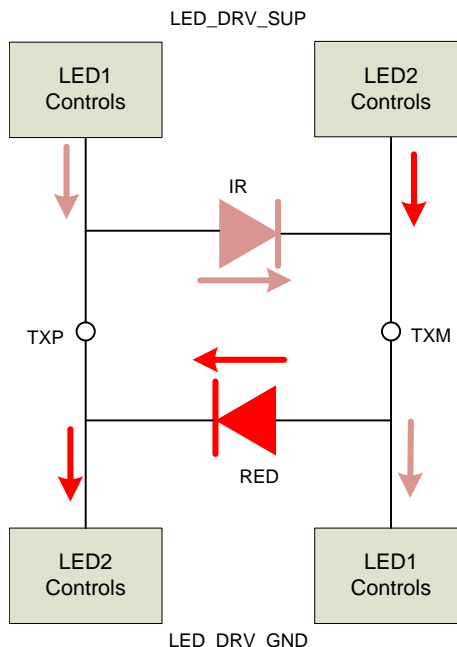 LED_DRV_SUP
LED1
Controls
LED2
Controls
IR
TXP
TXM
RED
LED2
Controls
LED1
Controls
LED_DRV_GND